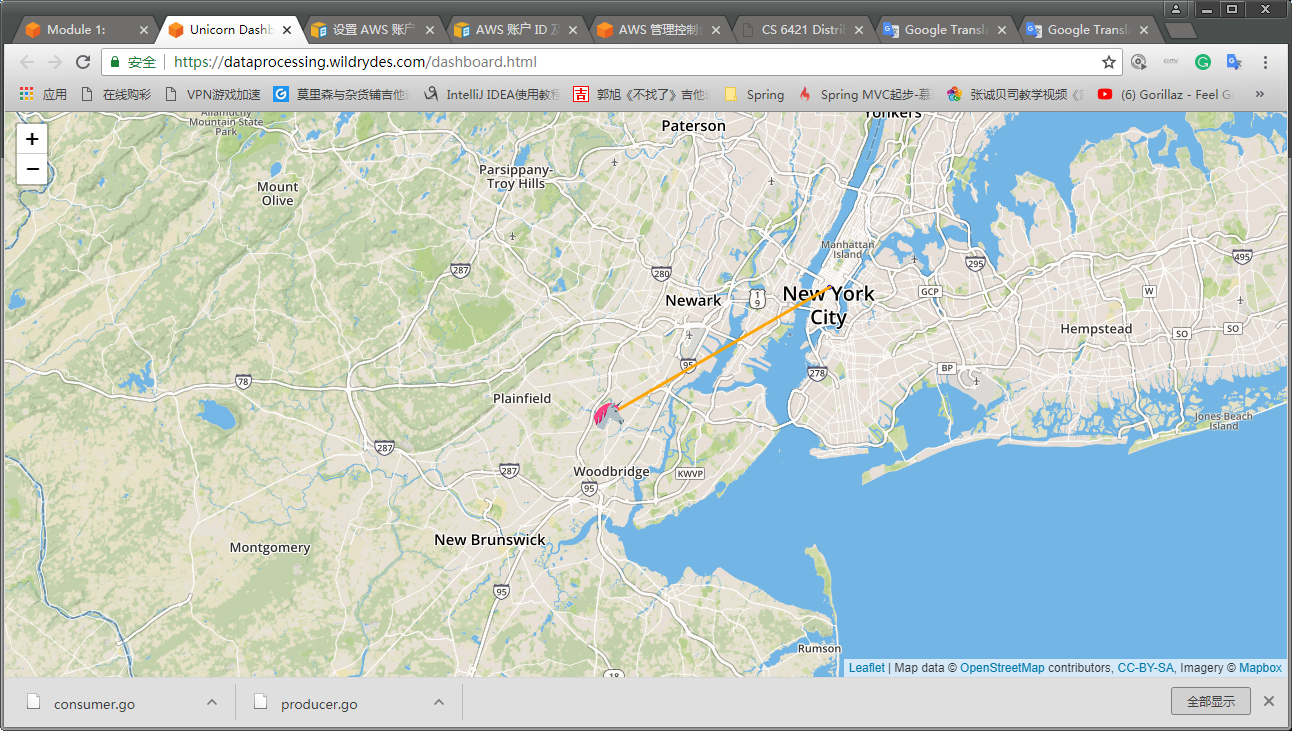 Module 1:
Unicorn Dashb
设置 AWS 账户
AWS 账户 ID 及
AWS 管理控制台
CS 6421 Distrib
Google Transla
Google Transla
安全
https://dataprocessing.wildrydes.com/dashboard.html
应用
在线购彩
VPN游戏加速
莫里森与杂货铺吉他
IntelliJ IDEA使用教程
吉
郭旭《不找了》吉他
Spring
Spring MVC起步-慕
张诚贝司教学视频《
(6) Gorillaz - Feel G
»
+
−
Allamuchy
Mountain State
Park
Paterson
Yonkers
Parsippany-
Troy Hills
Mount
Olive
Manhattan
Island
287
280
295
495
Newark
1
9
New York
City
GCP
W
Hempstead
SO
SO
95
278
BP
78
Plainfield
Jones Beach
Island
287
287
Woodbridge
95
KWVP
New Brunswick
Montgomery
95
Rumson
18
Leaflet | Map data © OpenStreetMap contributors, CC-BY-SA, Imagery © Mapbox
consumer.go
producer.go
全部显示